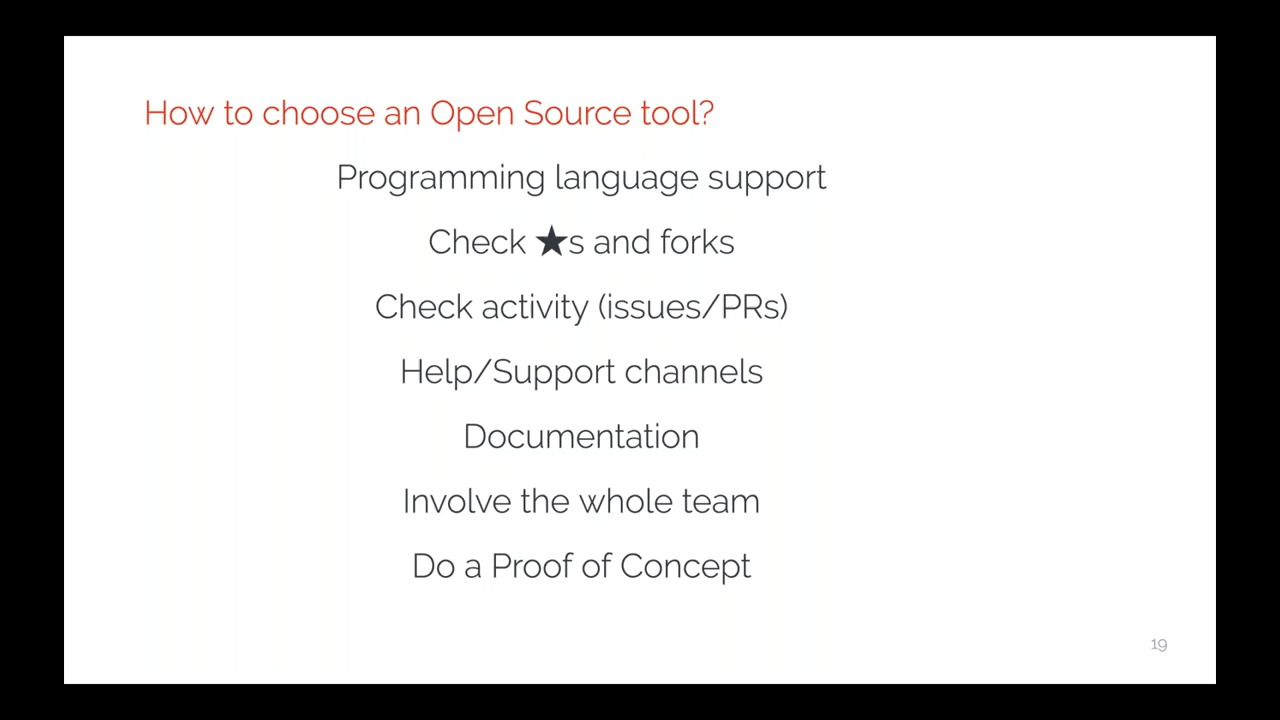 How to choose an Open Source tool?
Programming language support
Check ★s and forks
Check activity (issues/PRs)
Help/Support channels
Documentation
Involve the whole team
Do a Proof of Concept
19